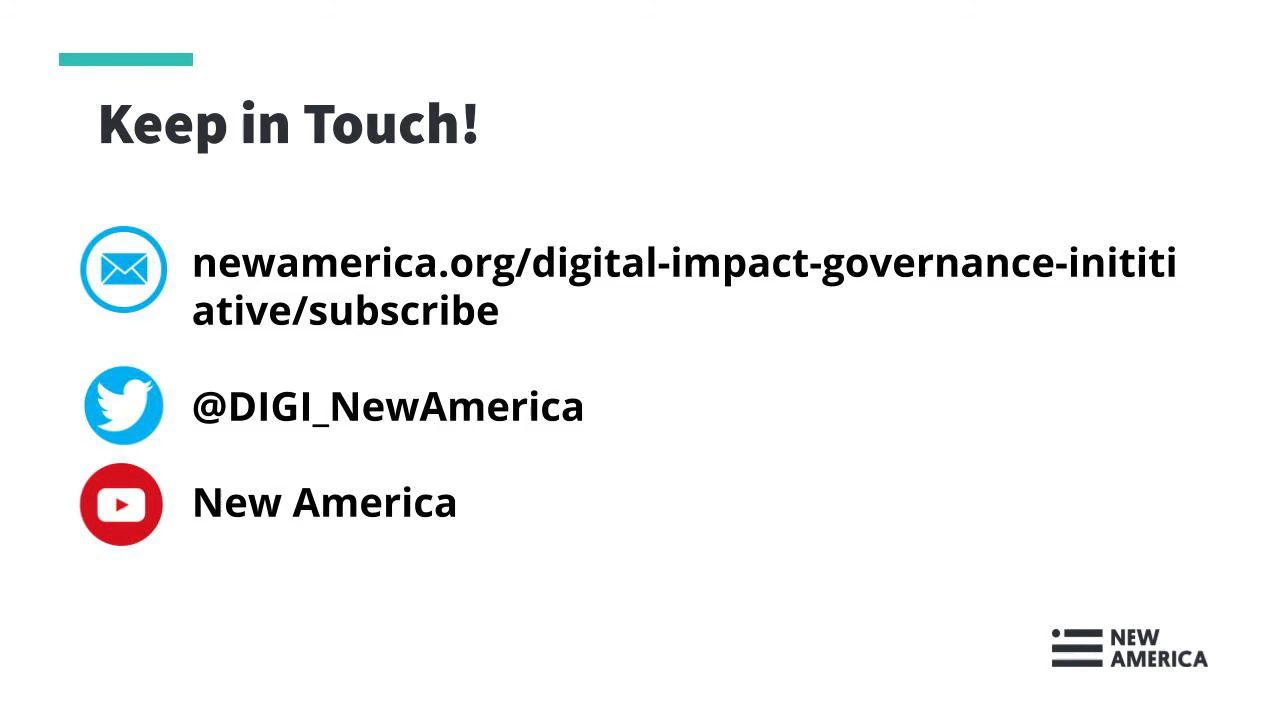 Keep in Touch!
newamerica.org/digital-impact-governance-inititi
ative/subscribe
@DIGI_NewAmerica
New America
NEW
AMERICA